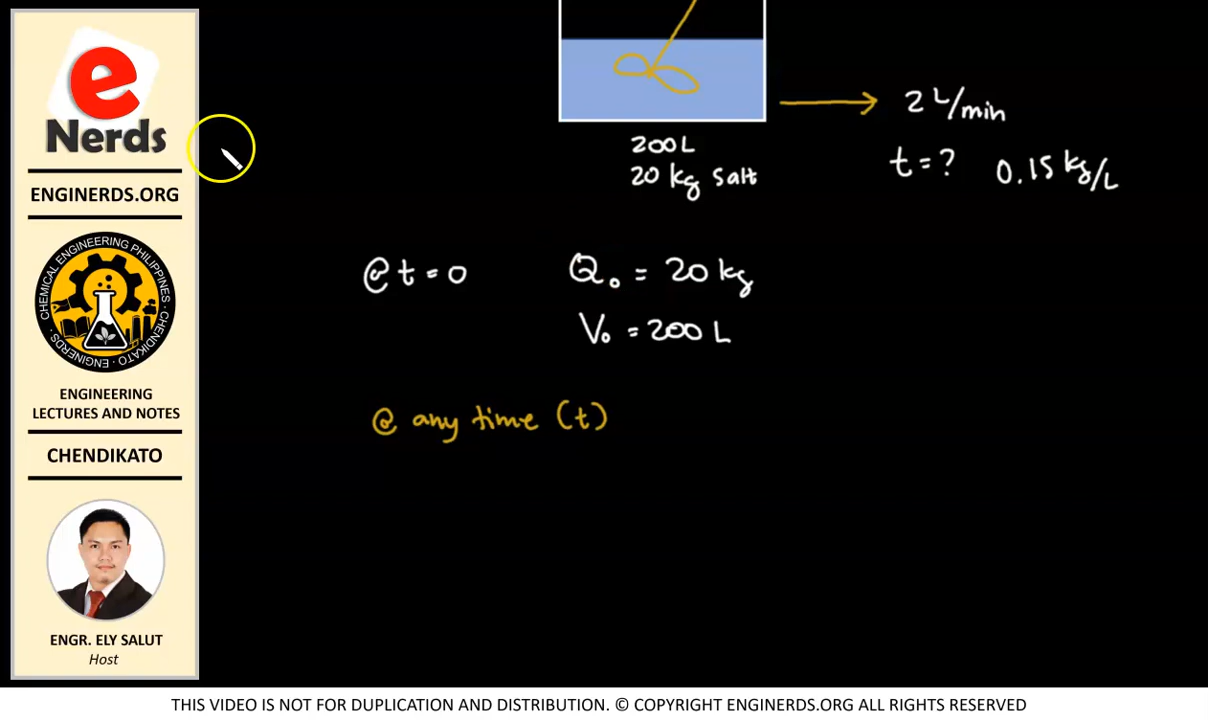 e
Nerds
ENGINERDS.ORG
CHEMICAL ENGINEERING PHILIPPINES
· CHENDIKATO · ENGINERDS ·
ENGINEERING
LECTURES AND NOTES
CHENDIKATO
ENGR. ELY SALUT
Host
200L
20 kg salt
2 L/min
t = ? 0.15 kg/L
@ t = 0 Q₀ = 20 kg
V₀ = 200 L
@ any time (t)
THIS VIDEO IS NOT FOR DUPLICATION AND DISTRIBUTION. © COPYRIGHT ENGINERDS.ORG ALL RIGHTS RESERVED